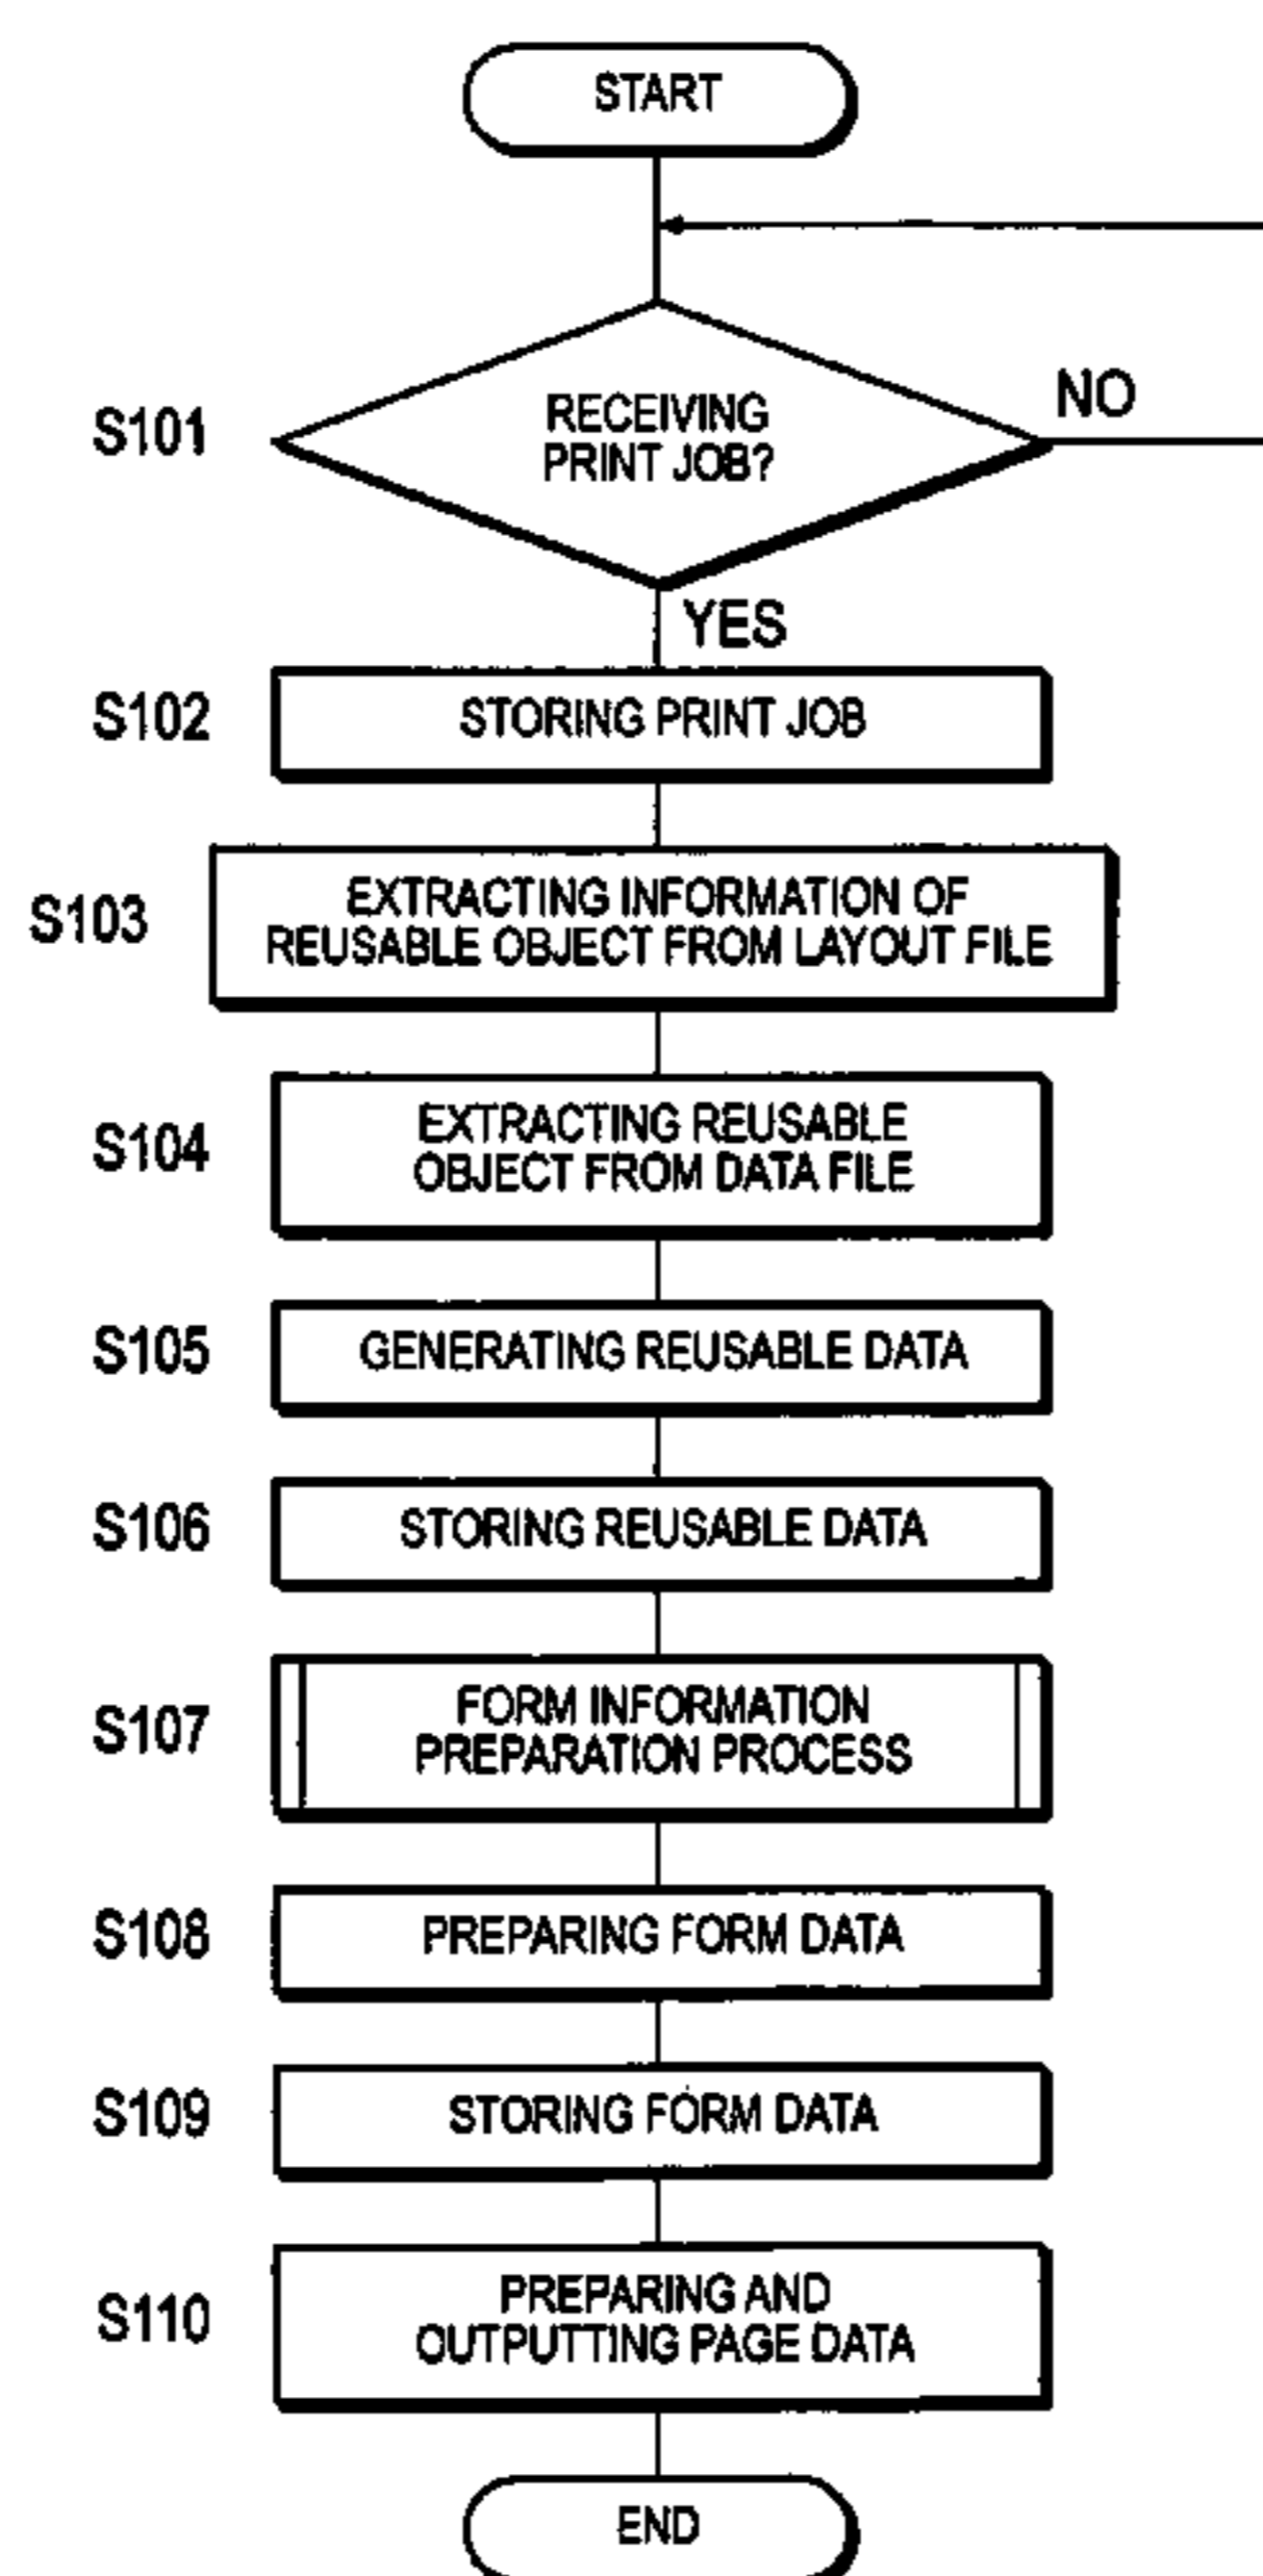 START
S101
RECEIVING
PRINT JOB?
NO
YES
S102
STORING PRINT JOB
S103
EXTRACTING INFORMATION OF
REUSABLE OBJECT FROM LAYOUT FILE
S104
EXTRACTING REUSABLE
OBJECT FROM DATA FILE
S105
GENERATING REUSABLE DATA
S106
STORING REUSABLE DATA
S107
FORM INFORMATION
PREPARATION PROCESS
S108
PREPARING FORM DATA
S109
STORING FORM DATA
S110
PREPARING AND
OUTPUTTING PAGE DATA
END